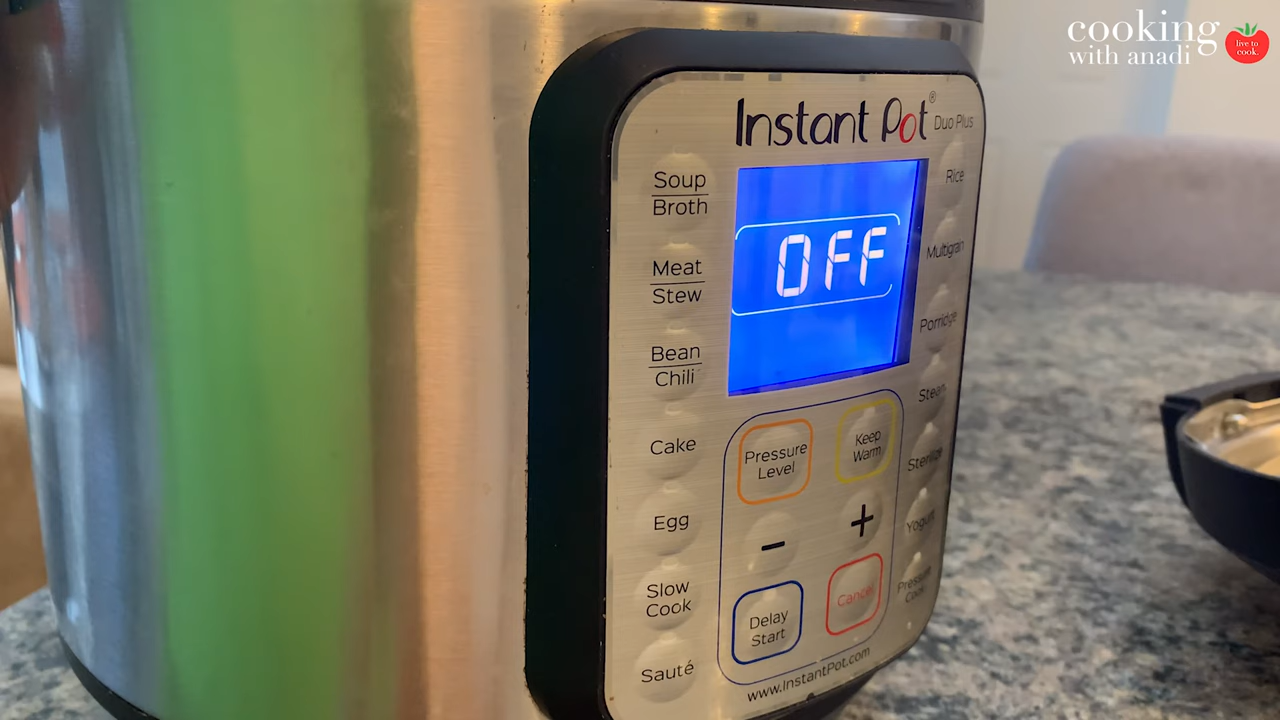 cooking
with anadi
live to
cook.
Instant Pot®
Duo Plus
Soup
Broth
Meat
Stew
Bean
Chili
Cake
Egg
Slow
Cook
Sauté
OFF
Pressure
Level
Keep
Warm
-
+
Delay
Start
Cancel
www.InstantPot.com
Rice
Multigrain
Porridge
Steam
Sterilize
Yogurt
Pressure
Cook